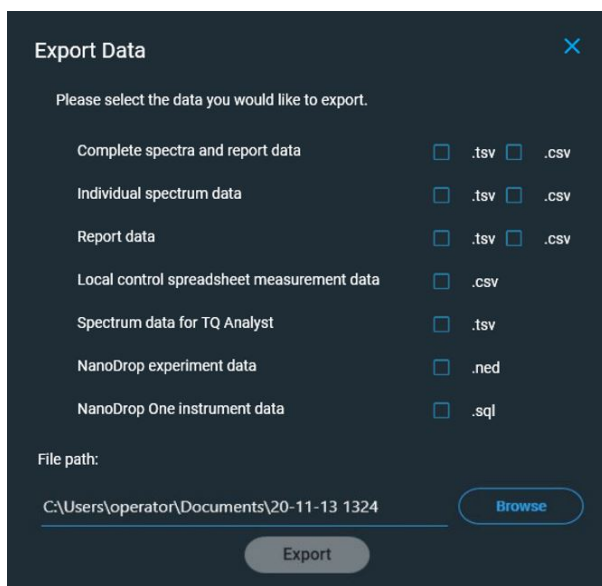 Export Data
Please select the data you would like to export.
Complete spectra and report data .tsv .csv
Individual spectrum data .tsv .csv
Report data .tsv .csv
Local control spreadsheet measurement data .csv
Spectrum data for TQ Analyst .tsv
NanoDrop experiment data .ned
NanoDrop One instrument data .sql
File path:
C:\Users\operator\Documents\20-11-13 1324 Browse
Export